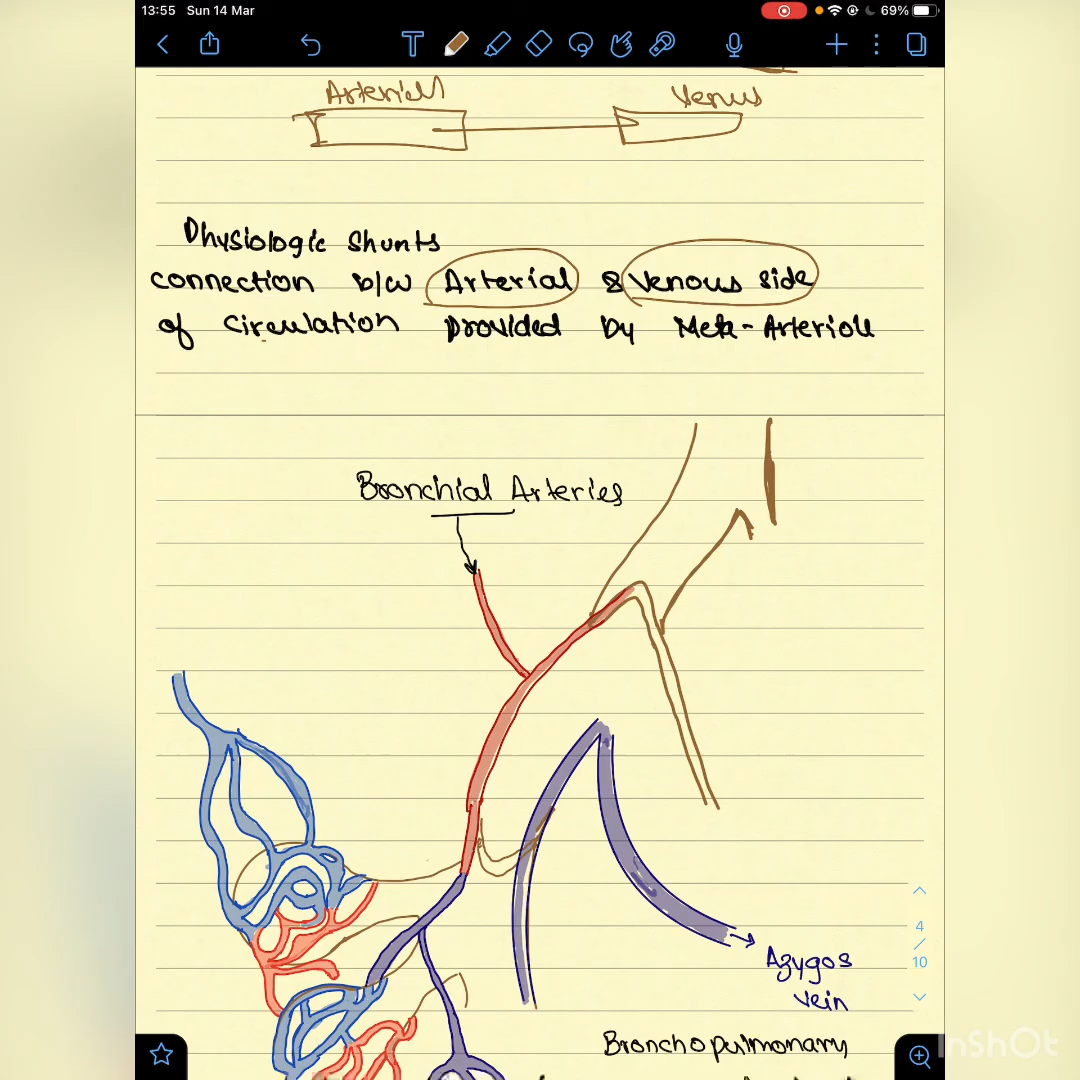 13:55 Sun 14 Mar 69%
Arterial Venus
Physiologic Shunts
connection b/w Arterial & Venous side
of circulation provided by Meta-Arteriole
Bronchial Arteries
4
/
10
Azygos
vein
Bronchopulmonary
InShOt